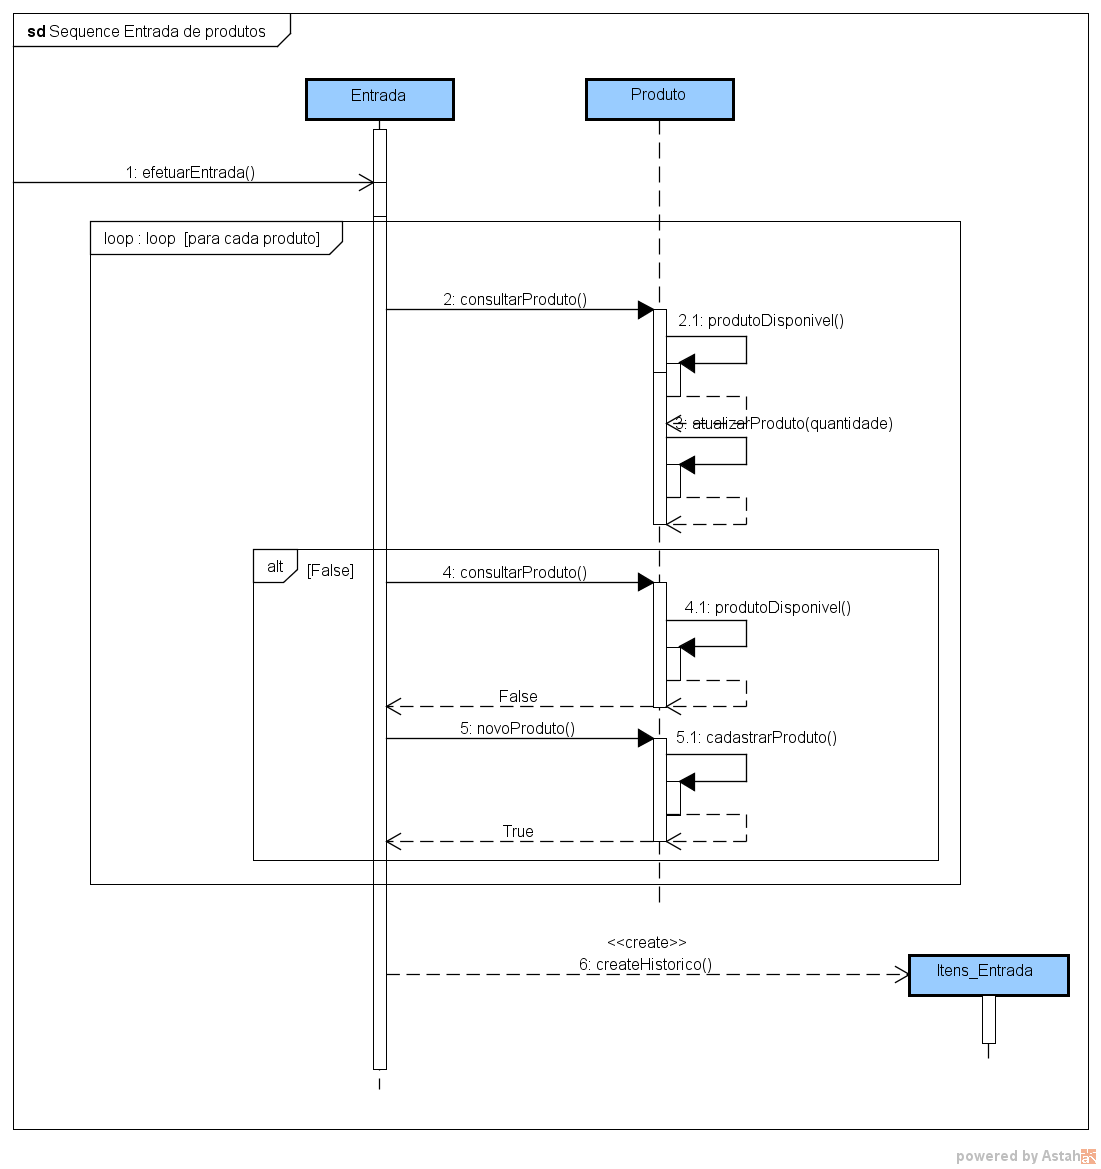 sd Sequence Entrada de produtos
Entrada
Produto
1: efetuarEntrada()
loop : loop [para cada produto]
2: consultarProduto()
2.1: produtoDisponivel()
3: atualizarProduto(quantidade)
alt
[False]
4: consultarProduto()
4.1: produtoDisponivel()
False
5: novoProduto()
5.1: cadastrarProduto()
True
<<create>>
6: createHistorico()
Itens_Entrada
powered by Astah